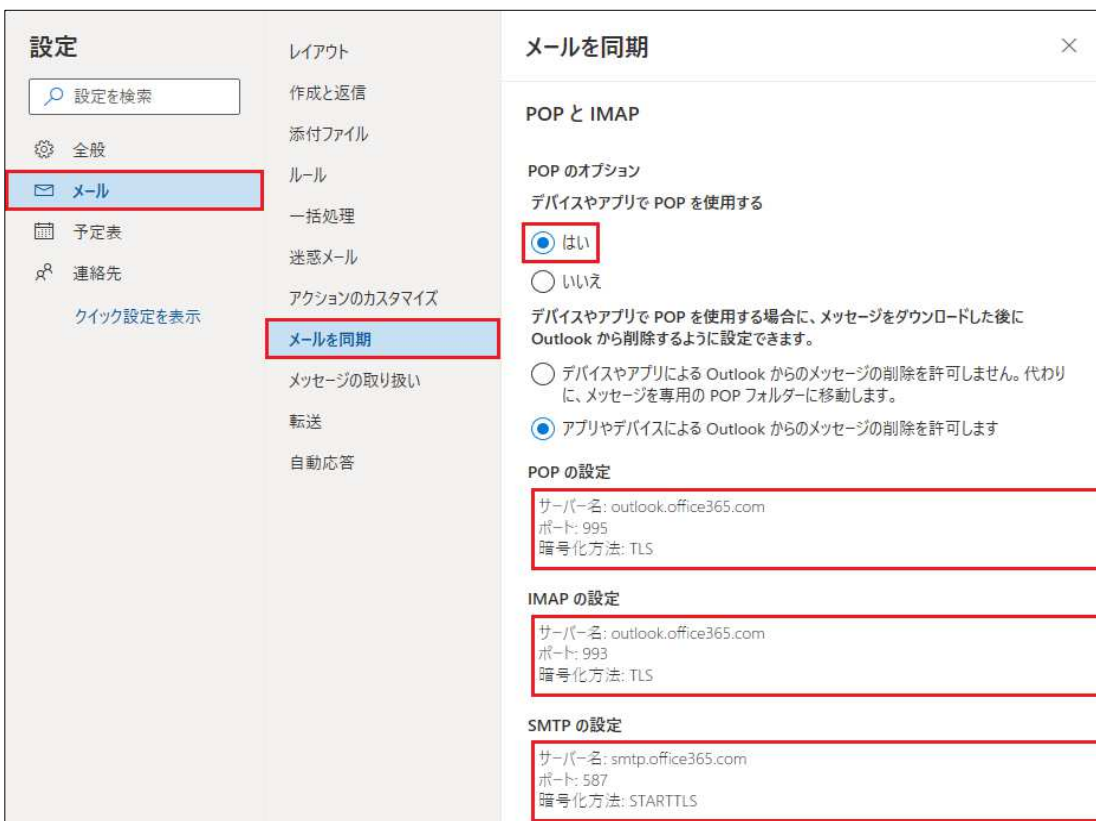 設定
設定を検索
全般
メール
予定表
連絡先
クイック設定を表示
レイアウト
作成と返信
添付ファイル
ルール
一括処理
迷惑メール
アクションのカスタマイズ
メールを同期
メッセージの取り扱い
転送
自動応答
メールを同期
POP と IMAP
POP のオプション
デバイスやアプリで POP を使用する
はい
いいえ
デバイスやアプリで POP を使用する場合に、メッセージをダウンロードした後に
Outlook から削除するように設定できます。
デバイスやアプリによる Outlook からのメッセージの削除を許可しません。代わり
に、メッセージを専用の POP フォルダーに移動します。
アプリやデバイスによる Outlook からのメッセージの削除を許可します
POP の設定
サーバー名: outlook.office365.com
ポート: 995
暗号化方法: TLS
IMAP の設定
サーバー名: outlook.office365.com
ポート: 993
暗号化方法: TLS
SMTP の設定
サーバー名: smtp.office365.com
ポート: 587
暗号化方法: STARTTLS